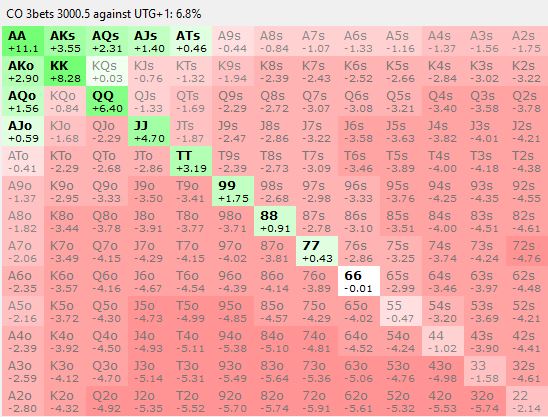 CO 3bets 3000.5 against UTG+1: 6.8%
AA AKs AQs AJs ATs A9s A8s A7s A6s A5s A4s A3s A2s
+11.1 +3.55 +2.31 +1.40 +0.46 -0.44 -0.84 -1.07 -1.33 -1.16 -1.37 -1.56 -1.75
AKo KK KQs KJs KTs K9s K8s K7s K6s K5s K4s K3s K2s
+2.90 +8.28 +0.03 -0.76 -1.32 -1.94 -2.39 -2.43 -2.52 -2.66 -2.84 -3.02 -3.22
AQo KQo QQ QJs QTs Q9s Q8s Q7s Q6s Q5s Q4s Q3s Q2s
+1.56 -0.84 +6.40 -1.33 -1.69 -2.29 -2.72 -3.07 -3.08 -3.21 -3.40 -3.58 -3.78
AJo KJo QJo JJ JTs J9s J8s J7s J6s J5s J4s J3s J2s
+0.59 -1.68 -2.29 +4.70 -1.87 -2.47 -2.86 -3.22 -3.58 -3.63 -3.82 -4.01 -4.21
ATo KTo QTo JTo TT T9s T8s T7s T6s T5s T4s T3s T2s
-0.41 -2.29 -2.68 -2.86 +3.19 -2.39 -2.73 -3.09 -3.46 -3.89 -4.00 -4.18 -4.38
A9o K9o Q9o J9o T9o 99 98s 97s 96s 95s 94s 93s 92s
-1.37 -2.95 -3.33 -3.50 -3.41 +1.75 -2.68 -2.98 -3.33 -3.76 -4.25 -4.35 -4.55
A8o K8o Q8o J8o T8o 98o 88 87s 86s 85s 84s 83s 82s
-1.82 -3.44 -3.78 -3.91 -3.77 -3.71 +0.91 -2.78 -3.10 -3.51 -4.00 -4.51 -4.61
A7o K7o Q7o J7o T7o 97o 87o 77 76s 75s 74s 73s 72s
-2.06 -3.49 -4.15 -4.29 -4.15 -4.02 -3.81 +0.43 -2.86 -3.25 -3.74 -4.24 -4.76
A6o K6o Q6o J6o T6o 96o 86o 76o 66 65s 64s 63s 62s
-2.35 -3.57 -4.16 -4.67 -4.54 -4.39 -4.14 -3.89 -0.01 -2.99 -3.46 -3.97 -4.48
A5o K5o Q5o J5o T5o 95o 85o 75o 65o 55 54s 53s 52s
-2.16 -3.72 -4.30 -4.73 -4.99 -4.85 -4.57 -4.29 -4.02 -0.47 -3.20 -3.69 -4.21
A4o K4o Q4o J4o T4o 94o 84o 74o 64o 54o 44 43s 42s
-2.39 -3.92 -4.50 -4.93 -5.11 -5.38 -5.10 -4.81 -4.52 -4.24 -1.02 -3.90 -4.41
A3o K3o Q3o J3o T3o 93o 83o 73o 63o 53o 43o 33 32s
-2.59 -4.12 -4.70 -5.14 -5.31 -5.49 -5.64 -5.36 -5.06 -4.76 -4.98 -1.58 -4.61
A2o K2o Q2o J2o T2o 92o 82o 72o 62o 52o 42o 32o 22
-2.80 -4.32 -4.92 -5.35 -5.52 -5.70 -5.74 -5.91 -5.61 -5.32 -5.53 -5.74 -2.14